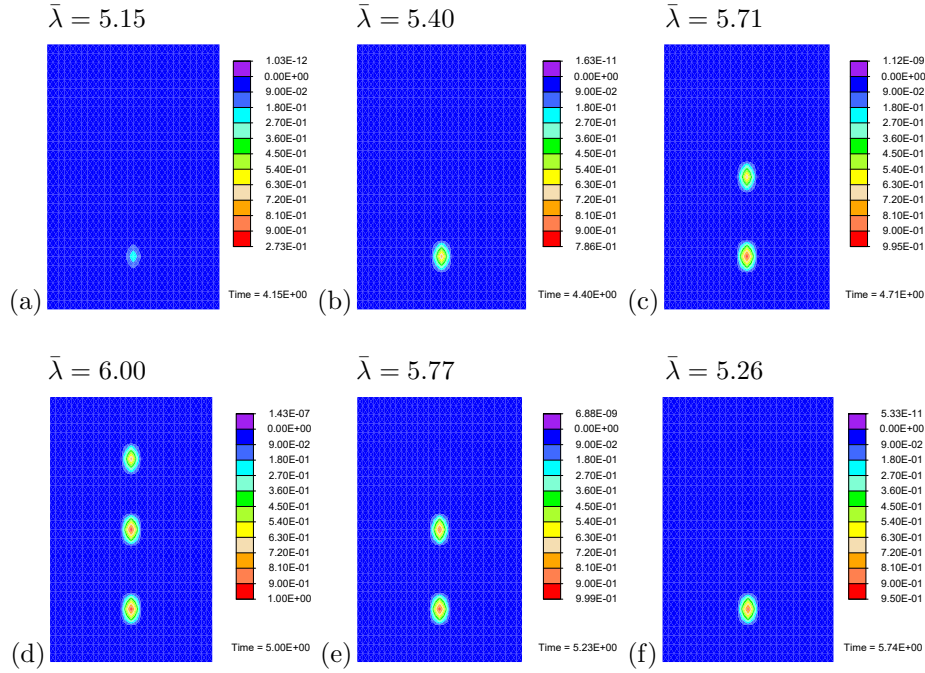 λ̄ = 5.15
1.03E-12
0.00E+00
9.00E-02
1.80E-01
2.70E-01
3.60E-01
4.50E-01
5.40E-01
6.30E-01
7.20E-01
8.10E-01
9.00E-01
2.73E-01
Time = 4.15E+00
(a)
λ̄ = 5.40
1.63E-11
0.00E+00
9.00E-02
1.80E-01
2.70E-01
3.60E-01
4.50E-01
5.40E-01
6.30E-01
7.20E-01
8.10E-01
9.00E-01
7.86E-01
Time = 4.40E+00
(b)
λ̄ = 5.71
1.12E-09
0.00E+00
9.00E-02
1.80E-01
2.70E-01
3.60E-01
4.50E-01
5.40E-01
6.30E-01
7.20E-01
8.10E-01
9.00E-01
9.95E-01
Time = 4.71E+00
(c)
λ̄ = 6.00
1.43E-07
0.00E+00
9.00E-02
1.80E-01
2.70E-01
3.60E-01
4.50E-01
5.40E-01
6.30E-01
7.20E-01
8.10E-01
9.00E-01
1.00E+00
Time = 5.00E+00
(d)
λ̄ = 5.77
6.88E-09
0.00E+00
9.00E-02
1.80E-01
2.70E-01
3.60E-01
4.50E-01
5.40E-01
6.30E-01
7.20E-01
8.10E-01
9.00E-01
9.99E-01
Time = 5.23E+00
(e)
λ̄ = 5.26
5.33E-11
0.00E+00
9.00E-02
1.80E-01
2.70E-01
3.60E-01
4.50E-01
5.40E-01
6.30E-01
7.20E-01
8.10E-01
9.00E-01
9.50E-01
Time = 5.74E+00
(f)